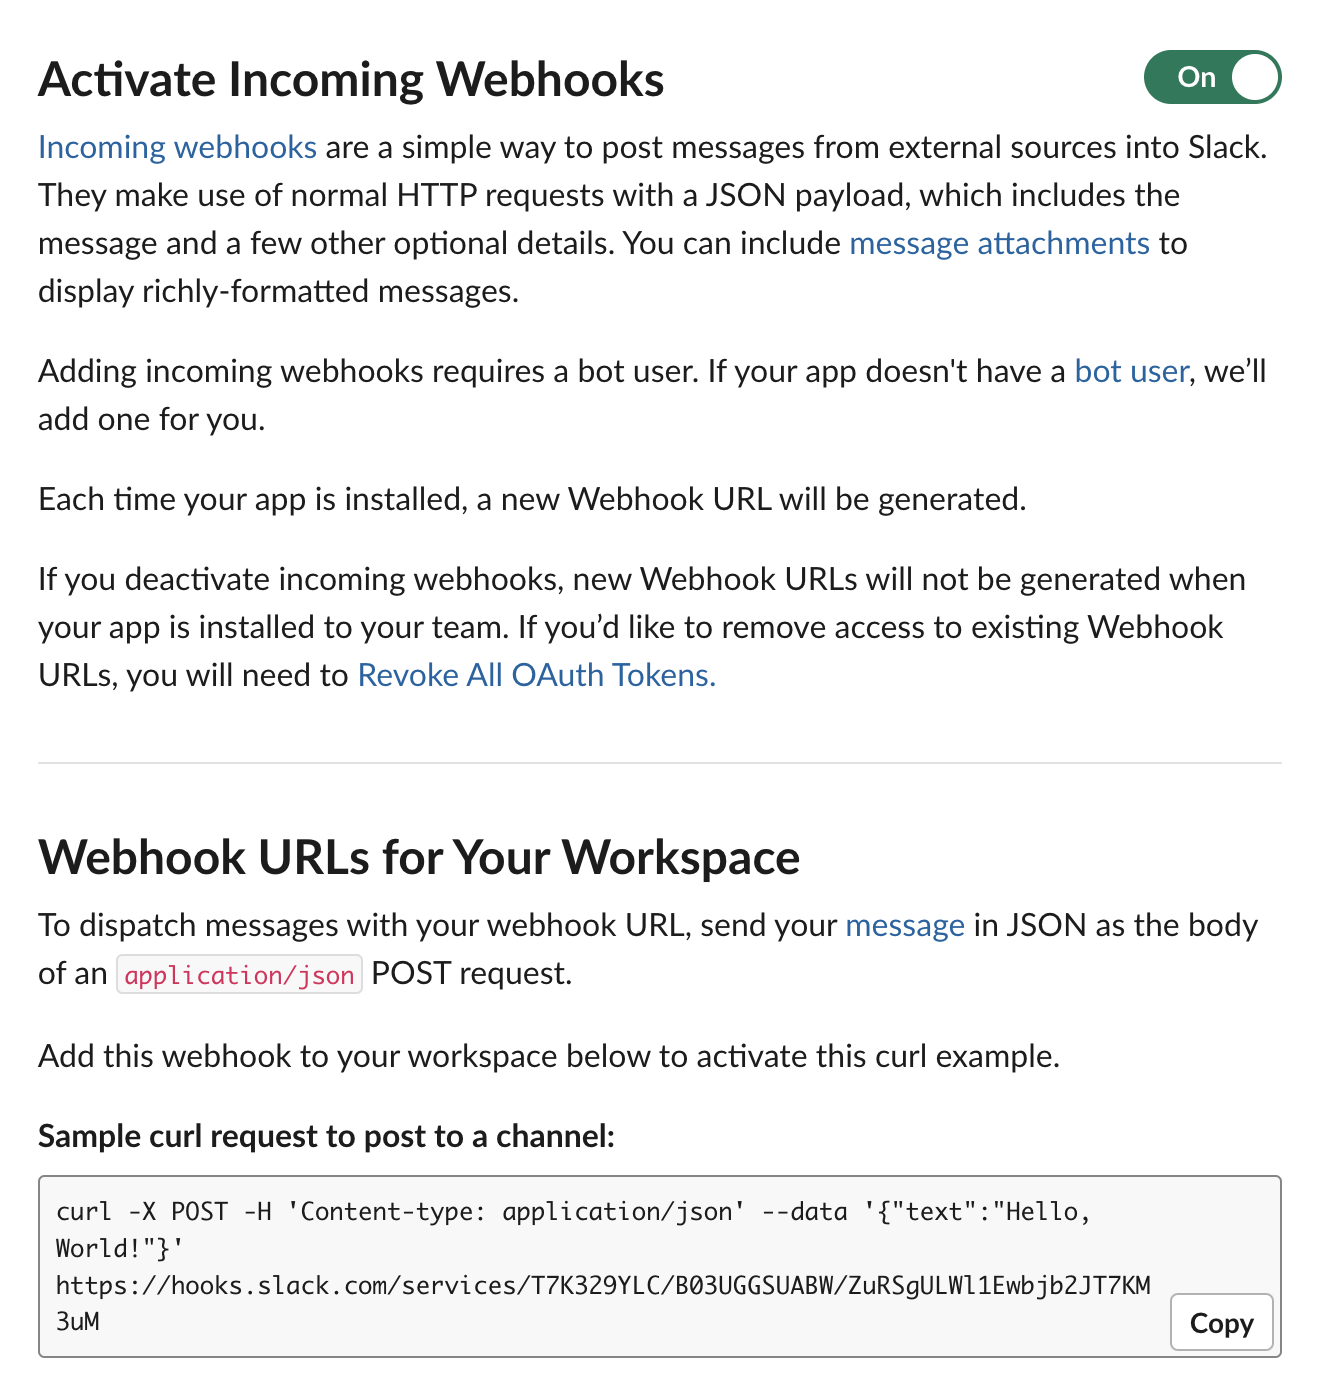 Activate Incoming Webhooks
On
Incoming webhooks are a simple way to post messages from external sources into Slack.
They make use of normal HTTP requests with a JSON payload, which includes the
message and a few other optional details. You can include message attachments to
display richly-formatted messages.
Adding incoming webhooks requires a bot user. If your app doesn't have a bot user, we’ll
add one for you.
Each time your app is installed, a new Webhook URL will be generated.
If you deactivate incoming webhooks, new Webhook URLs will not be generated when
your app is installed to your team. If you’d like to remove access to existing Webhook
URLs, you will need to Revoke All OAuth Tokens.
Webhook URLs for Your Workspace
To dispatch messages with your webhook URL, send your message in JSON as the body
of an application/json POST request.
Add this webhook to your workspace below to activate this curl example.
Sample curl request to post to a channel:
curl -X POST -H 'Content-type: application/json' --data '{"text":"Hello,
World!"}'
https://hooks.slack.com/services/T7K329YLC/B03UGGSUABW/ZuRSgULWl1Ewbjb2JT7KM
3uM
Copy